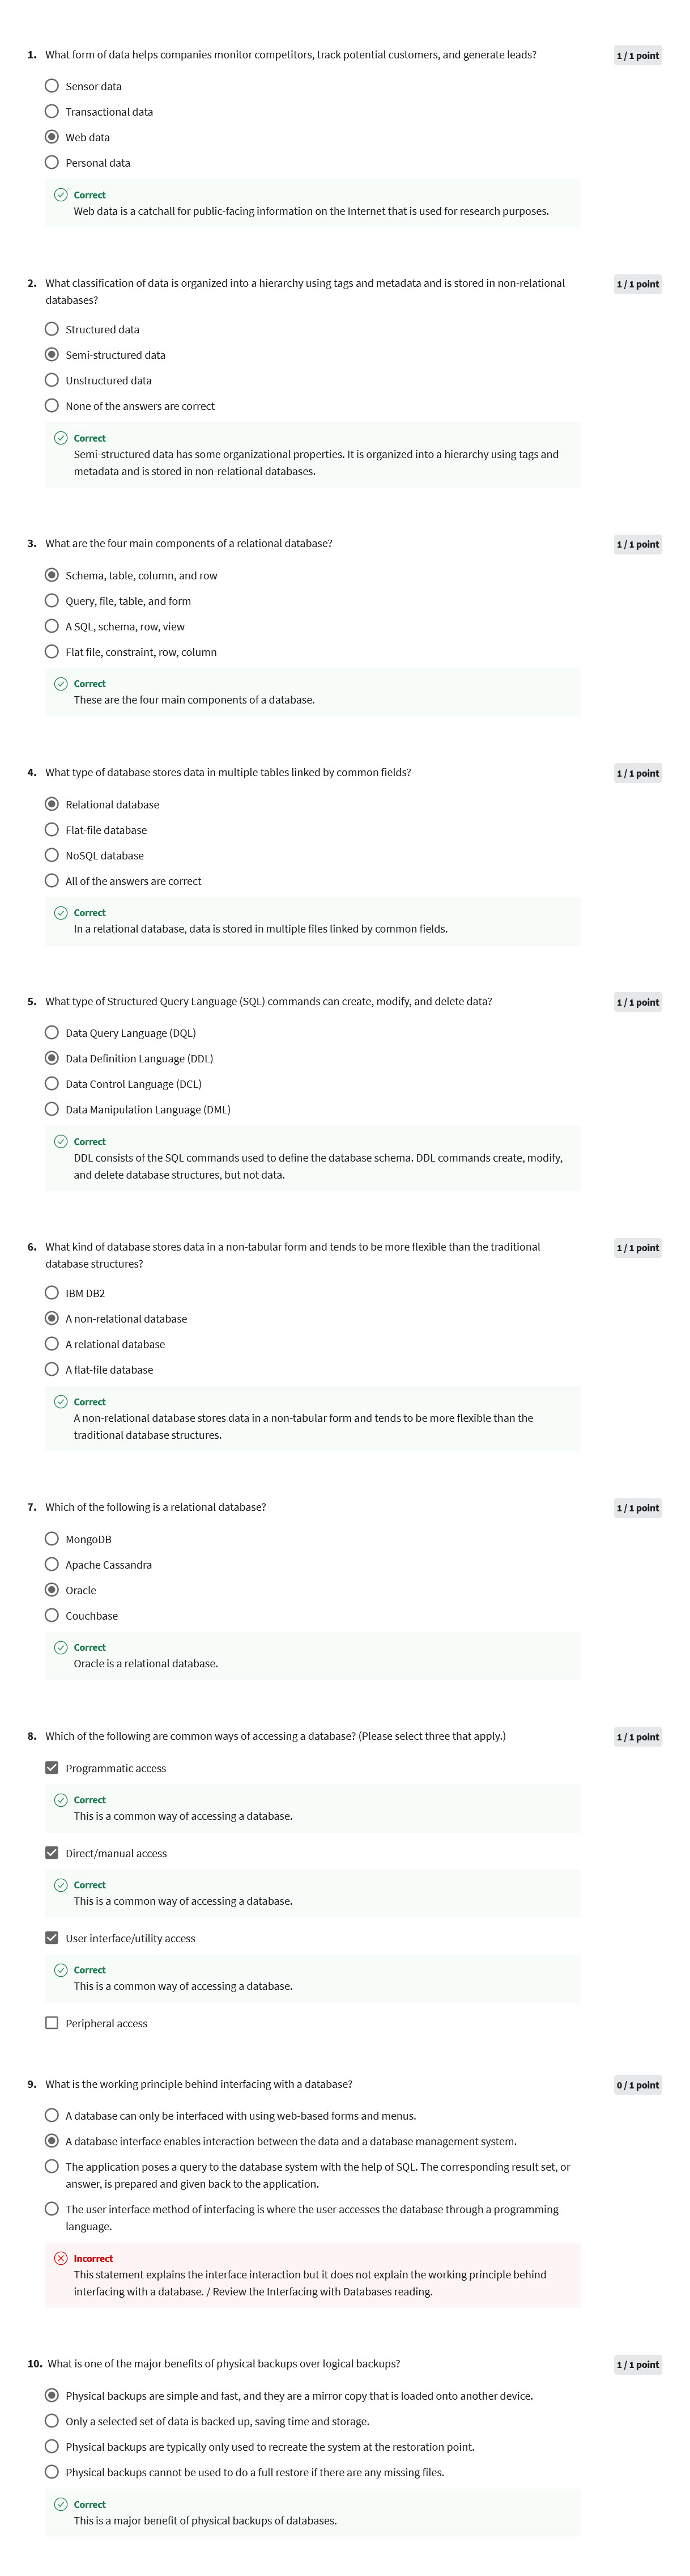 1. What form of data helps companies monitor competitors, track potential customers, and generate leads? 1 / 1 point
Sensor data
Transactional data
Web data
Personal data
Correct
Web data is a catchall for public-facing information on the Internet that is used for research purposes.
2. What classification of data is organized into a hierarchy using tags and metadata and is stored in non-relational 1 / 1 point
databases?
Structured data
Semi-structured data
Unstructured data
None of the answers are correct
Correct
Semi-structured data has some organizational properties. It is organized into a hierarchy using tags and
metadata and is stored in non-relational databases.
3. What are the four main components of a relational database? 1 / 1 point
Schema, table, column, and row
Query, file, table, and form
A SQL, schema, row, view
Flat file, constraint, row, column
Correct
These are the four main components of a database.
4. What type of database stores data in multiple tables linked by common fields? 1 / 1 point
Relational database
Flat-file database
NoSQL database
All of the answers are correct
Correct
In a relational database, data is stored in multiple files linked by common fields.
5. What type of Structured Query Language (SQL) commands can create, modify, and delete data? 1 / 1 point
Data Query Language (DQL)
Data Definition Language (DDL)
Data Control Language (DCL)
Data Manipulation Language (DML)
Correct
DDL consists of the SQL commands used to define the database schema. DDL commands create, modify,
and delete database structures, but not data.
6. What kind of database stores data in a non-tabular form and tends to be more flexible than the traditional 1 / 1 point
database structures?
IBM DB2
A non-relational database
A relational database
A flat-file database
Correct
A non-relational database stores data in a non-tabular form and tends to be more flexible than the
traditional database structures.
7. Which of the following is a relational database? 1 / 1 point
MongoDB
Apache Cassandra
Oracle
Couchbase
Correct
Oracle is a relational database.
8. Which of the following are common ways of accessing a database? (Please select three that apply.) 1 / 1 point
Programmatic access
Correct
This is a common way of accessing a database.
Direct/manual access
Correct
This is a common way of accessing a database.
User interface/utility access
Correct
This is a common way of accessing a database.
Peripheral access
9. What is the working principle behind interfacing with a database? 0 / 1 point
A database can only be interfaced with using web-based forms and menus.
A database interface enables interaction between the data and a database management system.
The application poses a query to the database system with the help of SQL. The corresponding result set, or
answer, is prepared and given back to the application.
The user interface method of interfacing is where the user accesses the database through a programming
language.
Incorrect
This statement explains the interface interaction but it does not explain the working principle behind
interfacing with a database. / Review the Interfacing with Databases reading.
10. What is one of the major benefits of physical backups over logical backups? 1 / 1 point
Physical backups are simple and fast, and they are a mirror copy that is loaded onto another device.
Only a selected set of data is backed up, saving time and storage.
Physical backups are typically only used to recreate the system at the restoration point.
Physical backups cannot be used to do a full restore if there are any missing files.
Correct
This is a major benefit of physical backups of databases.